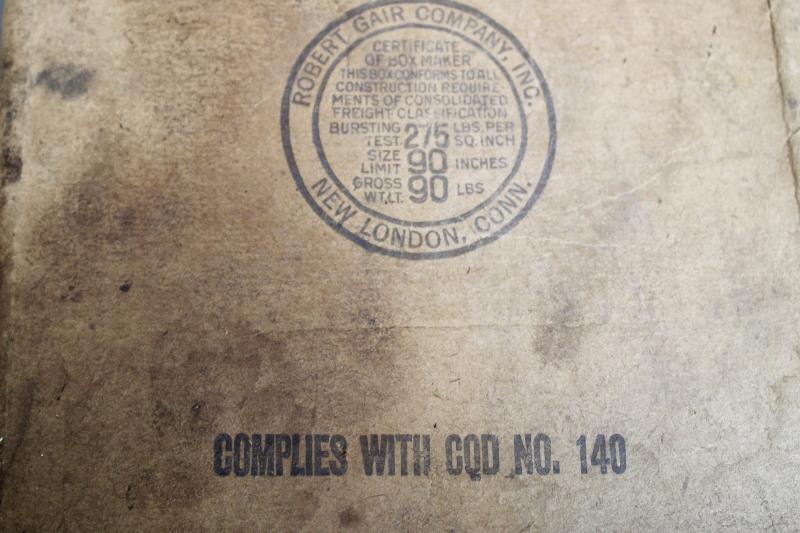 ROBERT GAIR COMPANY, INC.
CERTIFICATE
OF BOX MAKER
THIS BOX CONFORMS TO ALL
CONSTRUCTION REQUIRE-
MENTS OF CONSOLIDATED
FREIGHT CLASSIFICATION
BURSTING TEST 275 LBS. PER SQ. INCH
SIZE LIMIT 90 INCHES
GROSS WT. LT. 90 LBS
NEW LONDON, CONN.
COMPLIES WITH CQD NO. 140